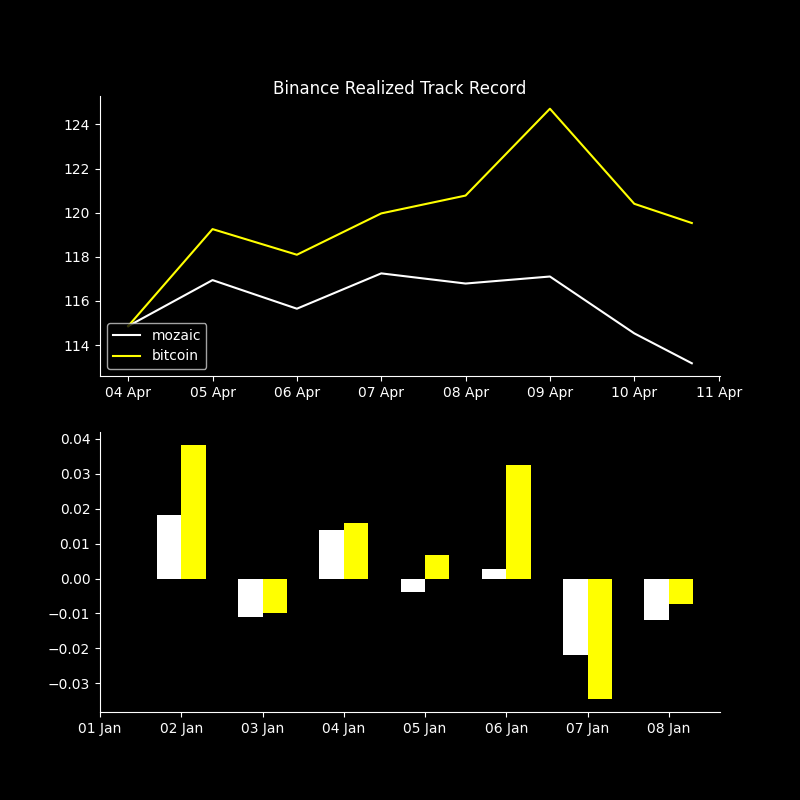 Binance Realized Track Record
124
122
120
118
116
114
mozaic
bitcoin
04 Apr 05 Apr 06 Apr 07 Apr 08 Apr 09 Apr 10 Apr 11 Apr
0.04
0.03
0.02
0.01
0.00
−0.01
−0.02
−0.03
01 Jan 02 Jan 03 Jan 04 Jan 05 Jan 06 Jan 07 Jan 08 Jan